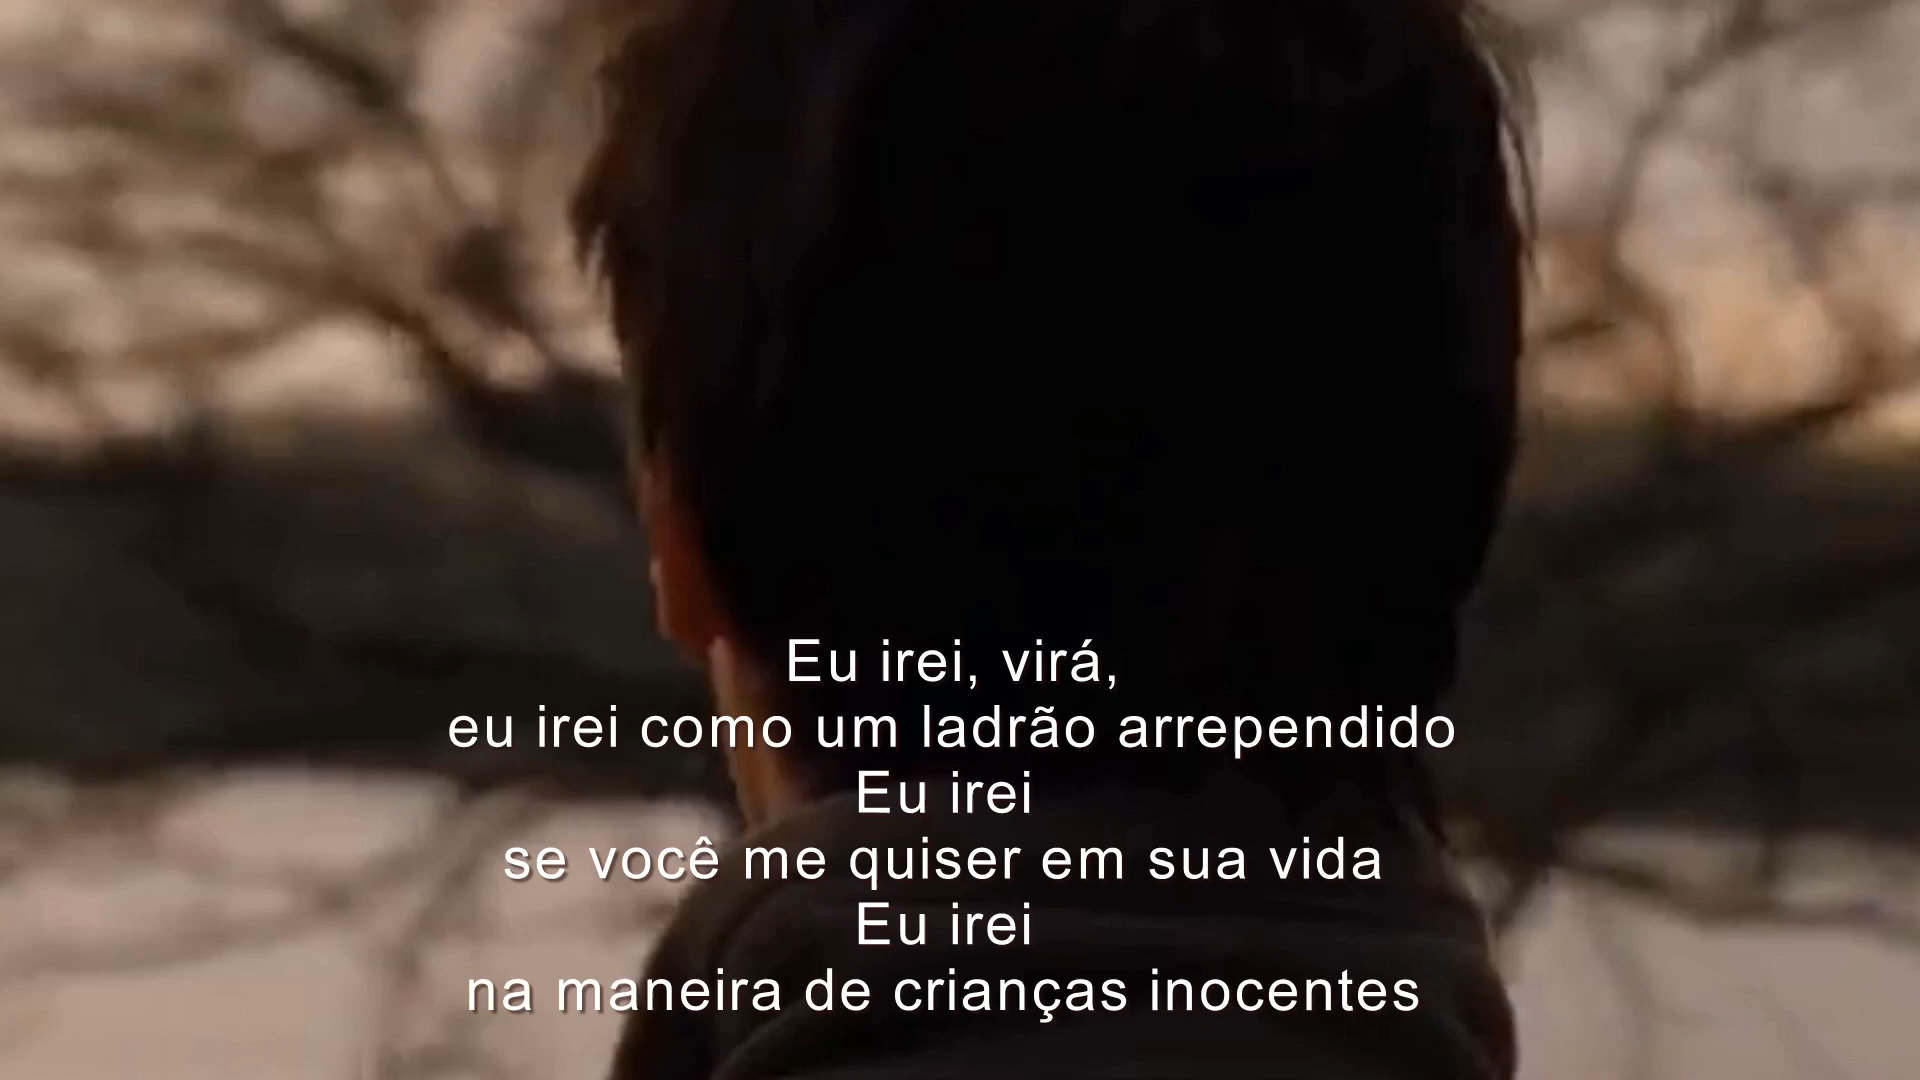 Eu irei, virá,
eu irei como um ladrão arrependido
Eu irei
se você me quiser em sua vida
Eu irei
na maneira de crianças inocentes